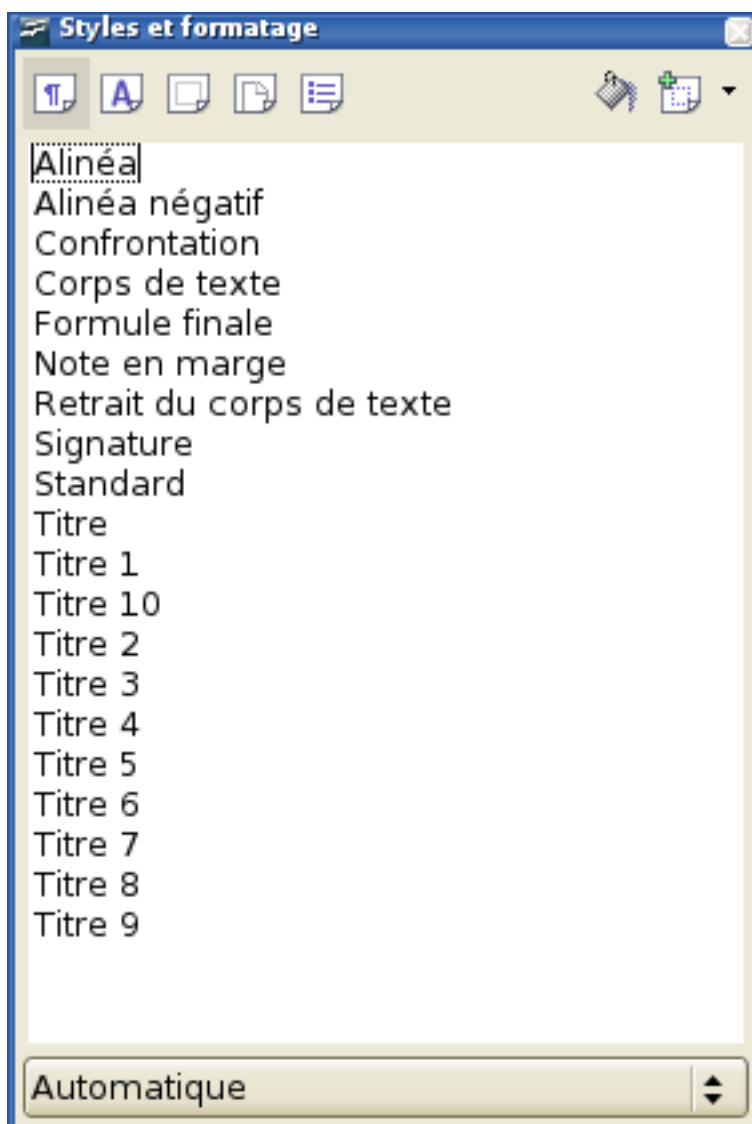 Styles et formatage
Alinéa
Alinéa négatif
Confrontation
Corps de texte
Formule finale
Note en marge
Retrait du corps de texte
Signature
Standard
Titre
Titre 1
Titre 10
Titre 2
Titre 3
Titre 4
Titre 5
Titre 6
Titre 7
Titre 8
Titre 9
Automatique